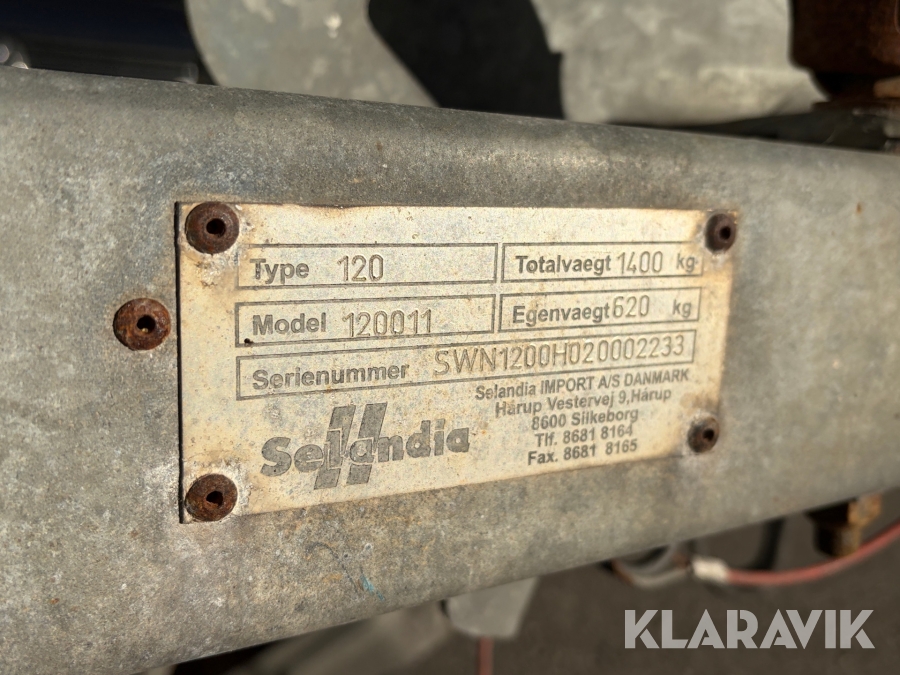 Type 120
Totalvaegt 1400 kg
Model 120011
Egenvaegt 620 kg
Serienummer SWN1200H020002233
Selandia
Selandia IMPORT A/S DANMARK
Hårup Vestervej 9, Hårup
8600 Silkeborg
Tlf. 8681 8164
Fax. 8681 8165
KLARAVIK